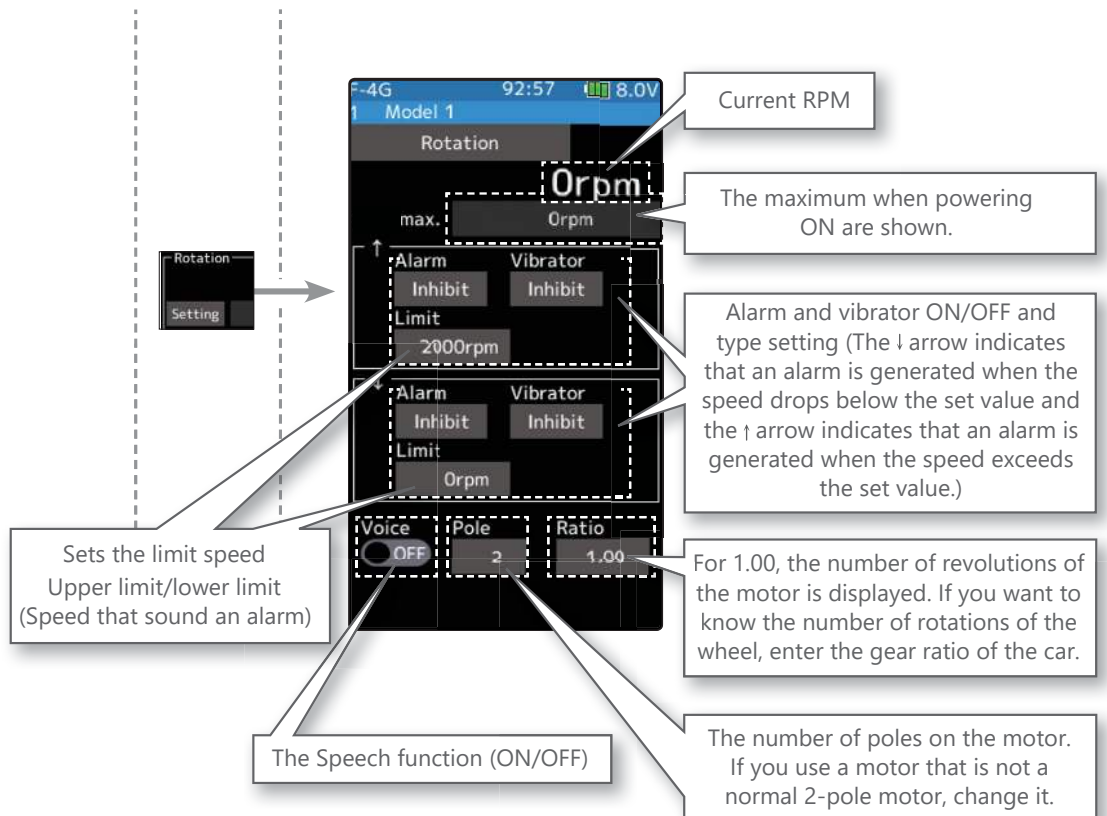 F-4G 92:57 8.0V
1 Model 1
Rotation
0rpm
max. 0rpm
↑
Alarm Vibrator
Inhibit Inhibit
Limit
2000rpm
↓
Alarm Vibrator
Inhibit Inhibit
Limit
0rpm
Voice Pole Ratio
OFF 2 1.00
Rotation
Setting
Current RPM
The maximum when powering
ON are shown.
Alarm and vibrator ON/OFF and
type setting (The ↓ arrow indicates
that an alarm is generated when the
speed drops below the set value and
the ↑ arrow indicates that an alarm is
generated when the speed exceeds
the set value.)
Sets the limit speed
Upper limit/lower limit
(Speed that sound an alarm)
For 1.00, the number of revolutions of
the motor is displayed. If you want to
know the number of rotations of the
wheel, enter the gear ratio of the car.
The Speech function (ON/OFF)
The number of poles on the motor.
If you use a motor that is not a
normal 2-pole motor, change it.